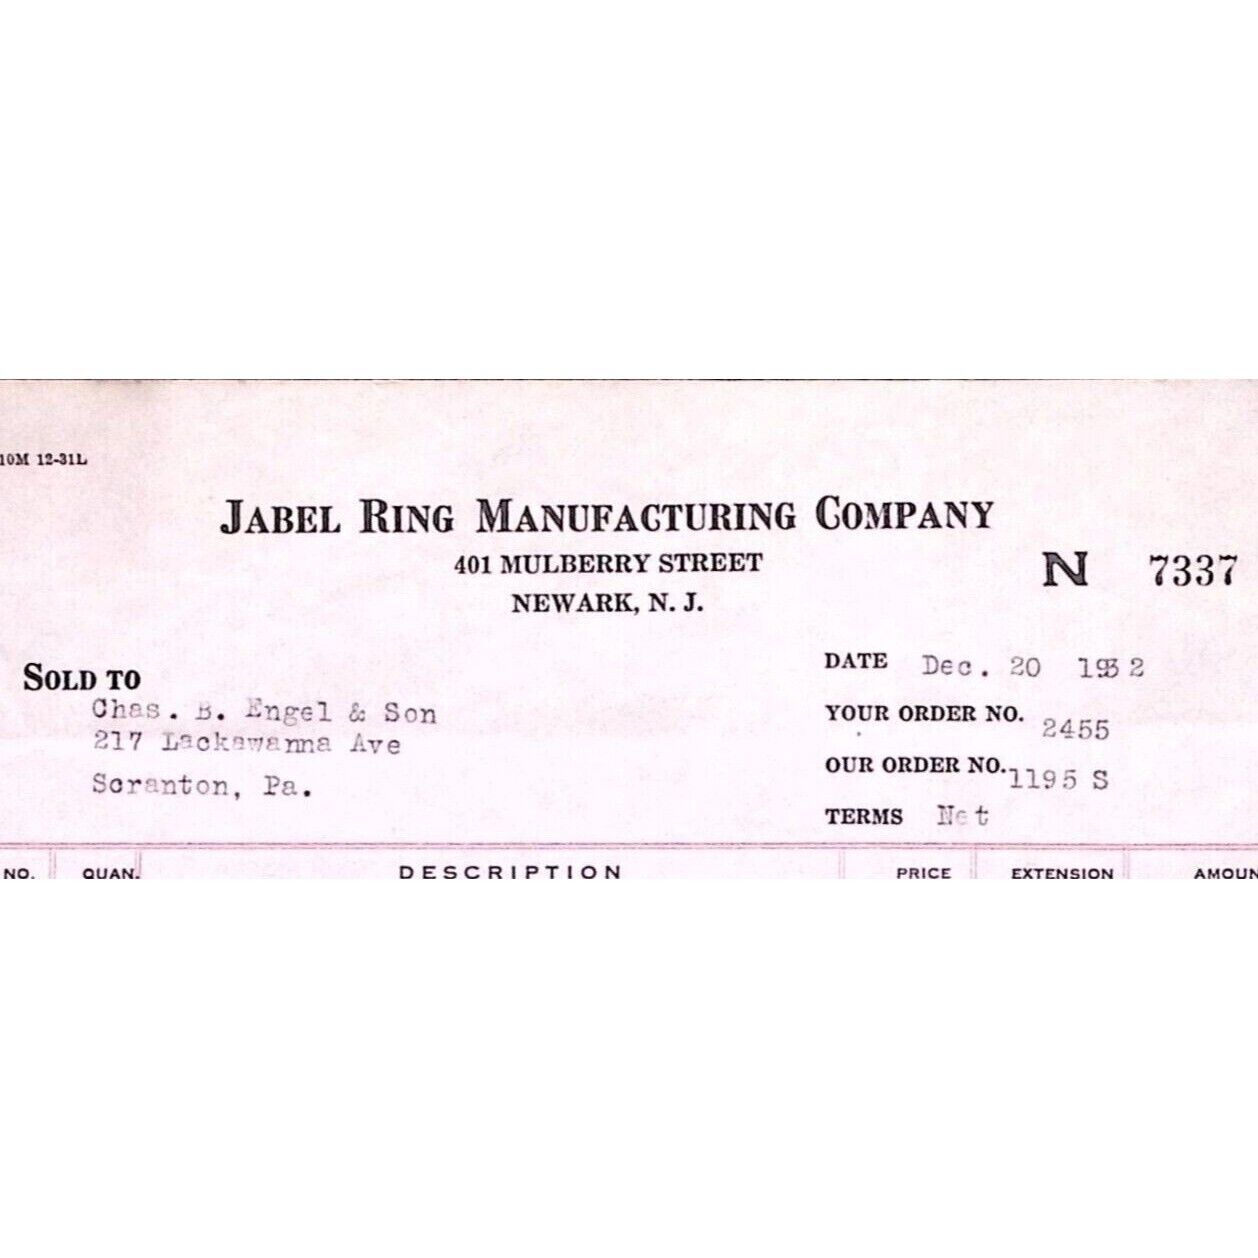 10M 12-31L
JABEL RING MANUFACTURING COMPANY
401 MULBERRY STREET
NEWARK, N. J.
N 7337
SOLD TO
Chas. B. Engel & Son
217 Lackawanna Ave
Scranton, Pa.
DATE Dec. 20 1932
YOUR ORDER NO. 2455
OUR ORDER NO. 1195 S
TERMS Net
NO. QUAN. DESCRIPTION PRICE EXTENSION AMOUN